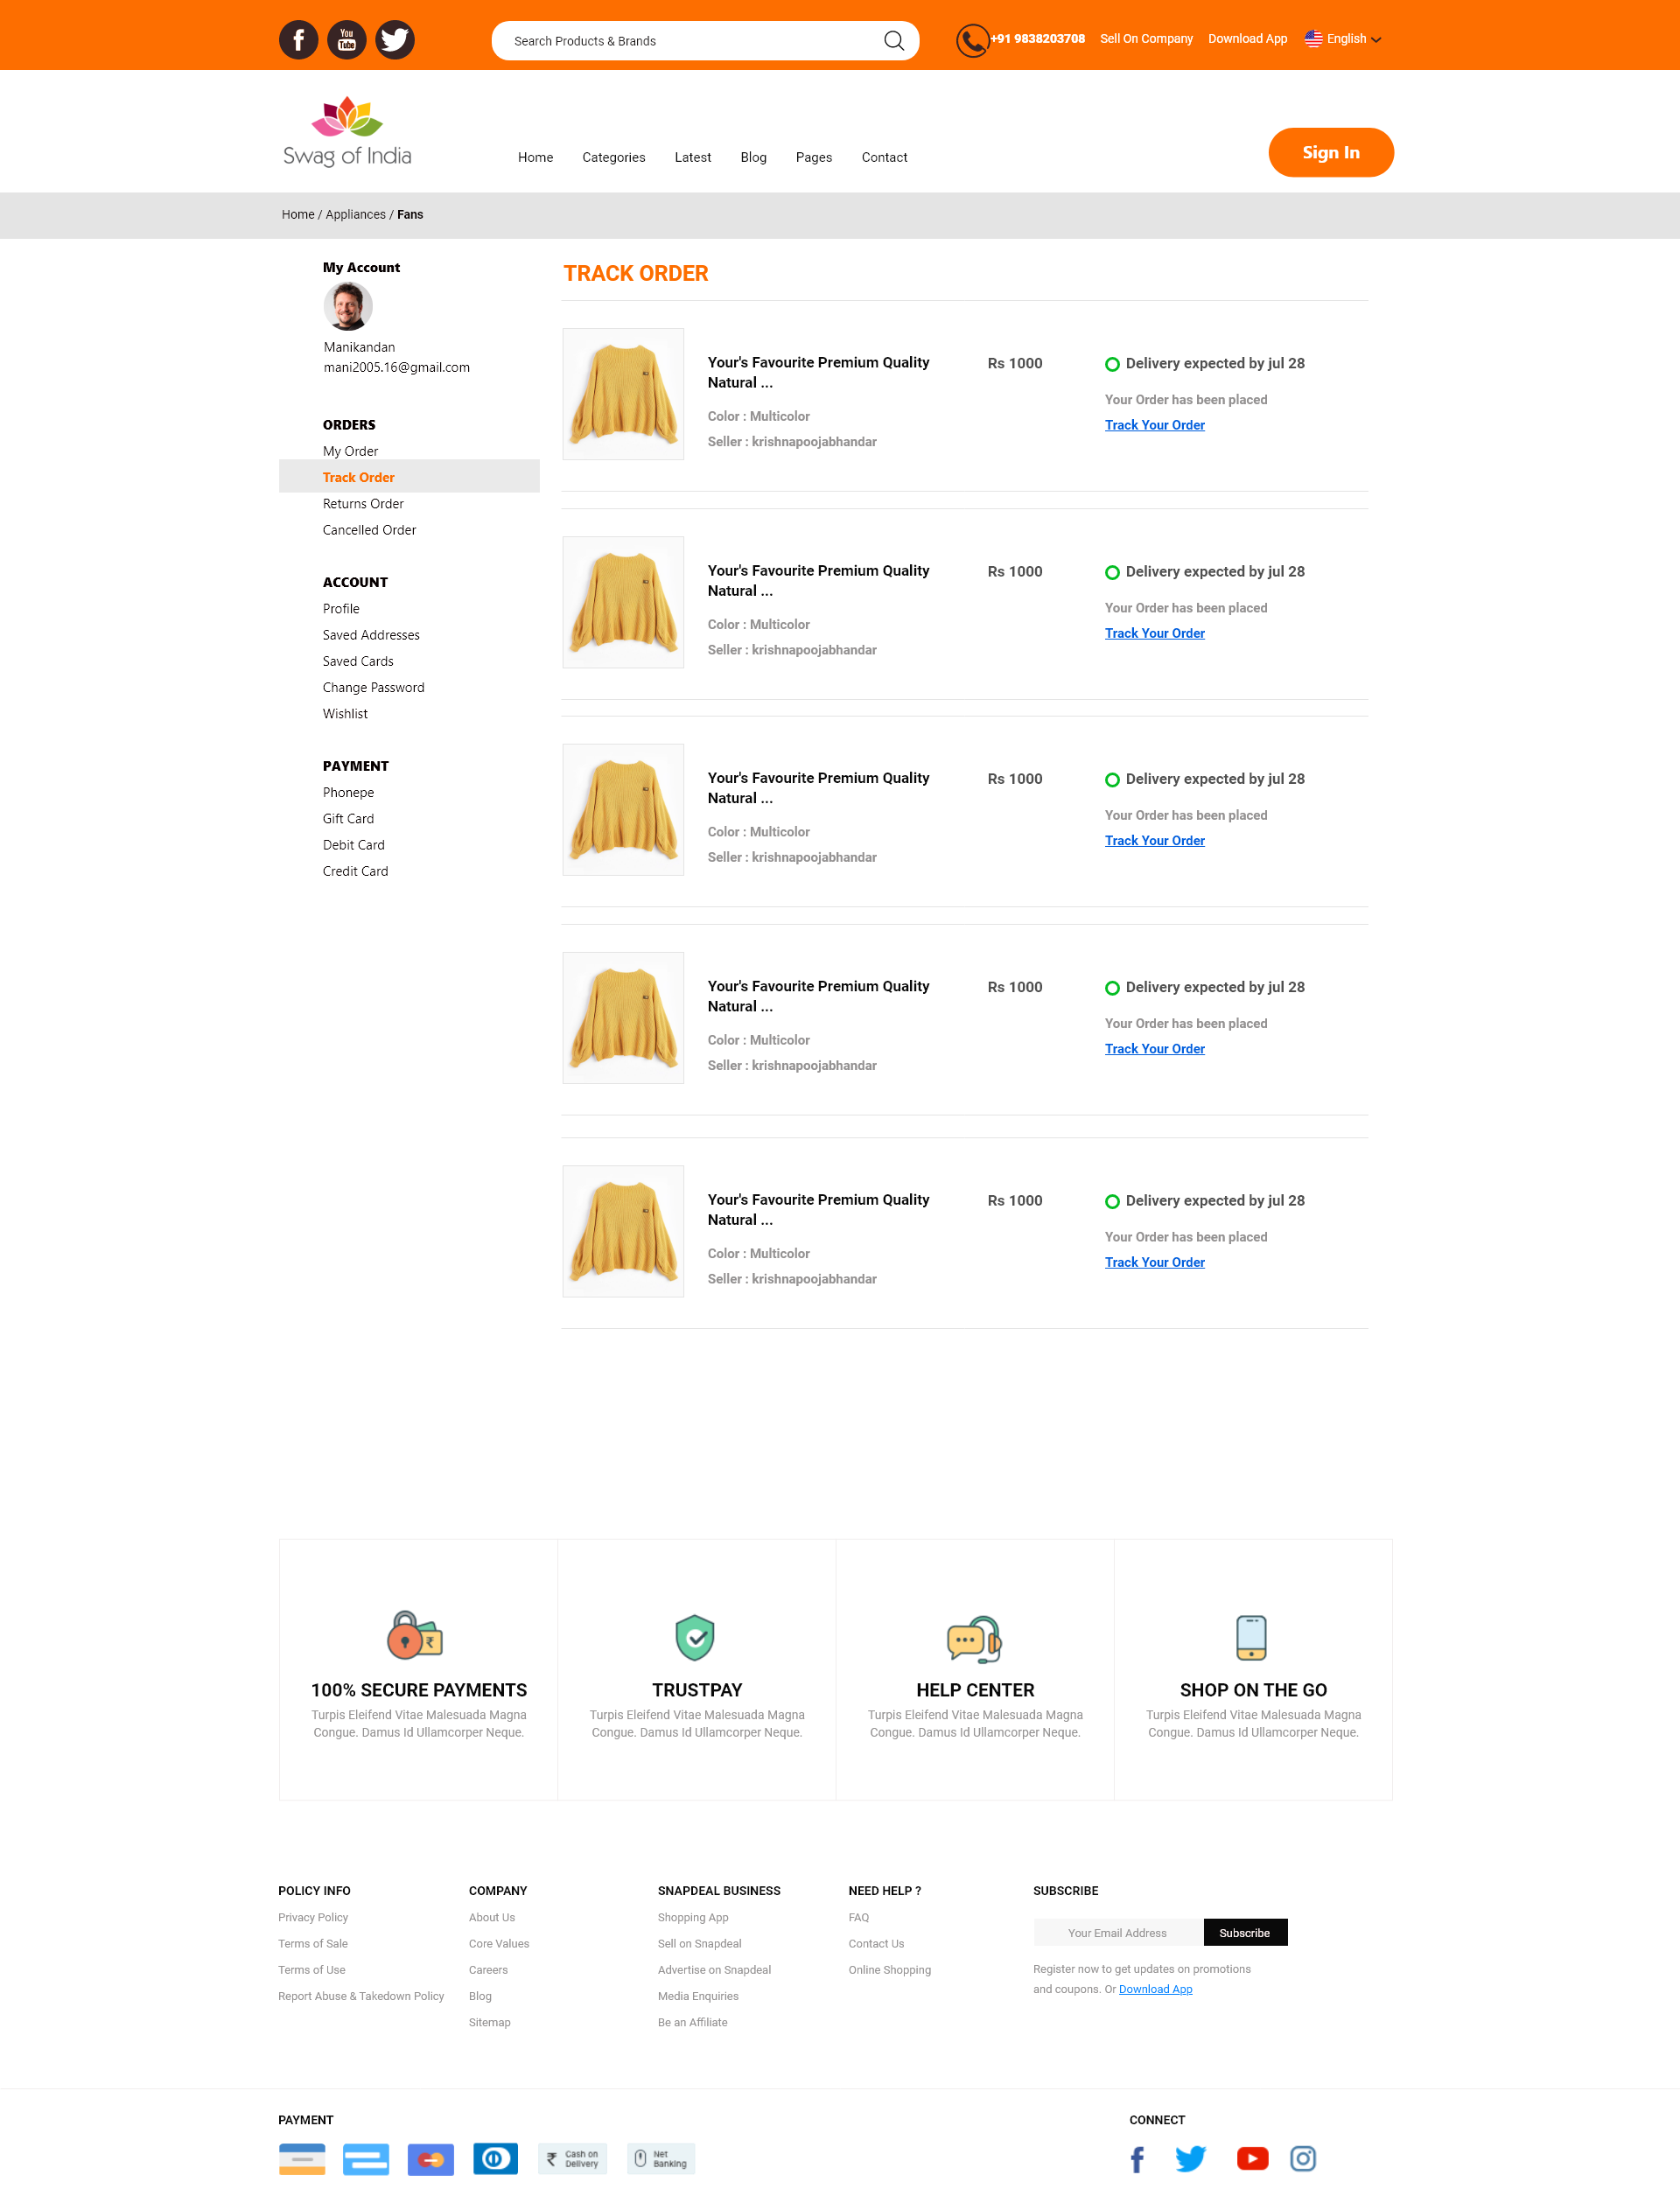 You
Tube
Search Products & Brands
+91 9838203708
Sell On Company
Download App
English
Swag of India
Home
Categories
Latest
Blog
Pages
Contact
Sign In
Home / Appliances / Fans
My Account
Manikandan
mani2005.16@gmail.com
ORDERS
My Order
Track Order
Returns Order
Cancelled Order
ACCOUNT
Profile
Saved Addresses
Saved Cards
Change Password
Wishlist
PAYMENT
Phonepe
Gift Card
Debit Card
Credit Card
TRACK ORDER
Your's Favourite Premium Quality
Natural ...
Color : Multicolor
Seller : krishnapoojabhandar
Rs 1000
Delivery expected by jul 28
Your Order has been placed
Track Your Order
Your's Favourite Premium Quality
Natural ...
Color : Multicolor
Seller : krishnapoojabhandar
Rs 1000
Delivery expected by jul 28
Your Order has been placed
Track Your Order
Your's Favourite Premium Quality
Natural ...
Color : Multicolor
Seller : krishnapoojabhandar
Rs 1000
Delivery expected by jul 28
Your Order has been placed
Track Your Order
Your's Favourite Premium Quality
Natural ...
Color : Multicolor
Seller : krishnapoojabhandar
Rs 1000
Delivery expected by jul 28
Your Order has been placed
Track Your Order
Your's Favourite Premium Quality
Natural ...
Color : Multicolor
Seller : krishnapoojabhandar
Rs 1000
Delivery expected by jul 28
Your Order has been placed
Track Your Order
100% SECURE PAYMENTS
Turpis Eleifend Vitae Malesuada Magna
Congue. Damus Id Ullamcorper Neque.
TRUSTPAY
Turpis Eleifend Vitae Malesuada Magna
Congue. Damus Id Ullamcorper Neque.
HELP CENTER
Turpis Eleifend Vitae Malesuada Magna
Congue. Damus Id Ullamcorper Neque.
SHOP ON THE GO
Turpis Eleifend Vitae Malesuada Magna
Congue. Damus Id Ullamcorper Neque.
POLICY INFO
Privacy Policy
Terms of Sale
Terms of Use
Report Abuse & Takedown Policy
COMPANY
About Us
Core Values
Careers
Blog
Sitemap
SNAPDEAL BUSINESS
Shopping App
Sell on Snapdeal
Advertise on Snapdeal
Media Enquiries
Be an Affiliate
NEED HELP ?
FAQ
Contact Us
Online Shopping
SUBSCRIBE
Your Email Address
Subscribe
Register now to get updates on promotions
and coupons. Or Download App
PAYMENT
₹ Cash on
Delivery
Net
Banking
CONNECT